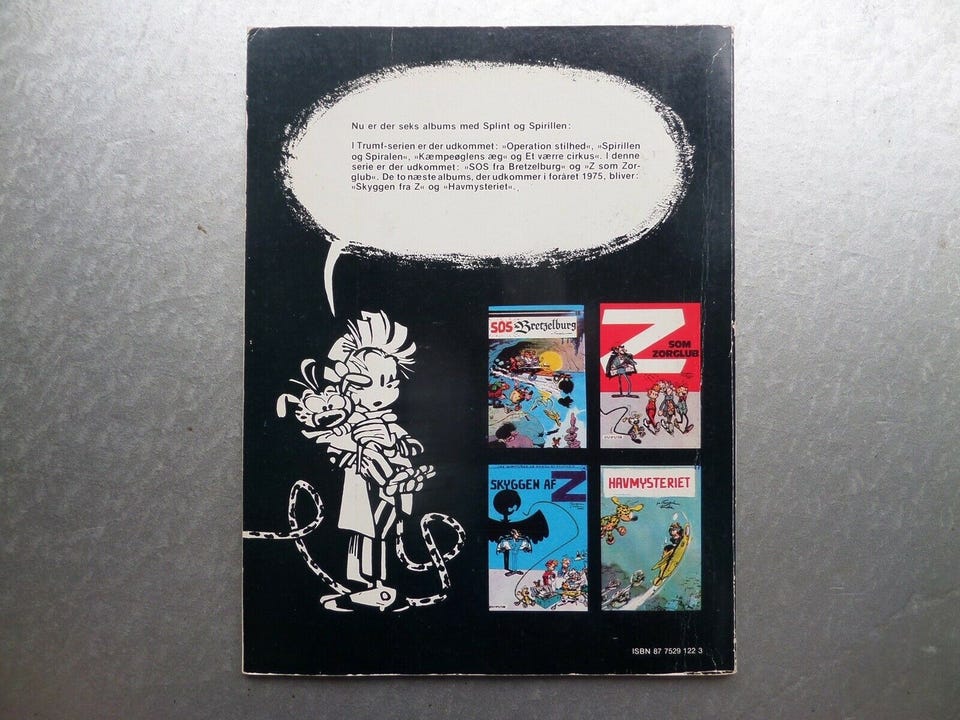 Nu er der seks albums med Splint og Spirillen:
I Trumf-serien er der udkommet: »Operation stilhed«, »Spirillen
og Spiralen«, »Kæmpeøglens æg« og Et værre cirkus«. I denne
serie er der udkommet: »SOS fra Bretzelburg« og »Z som Zor-
glub«. De to næste albums, der udkommer i foråret 1975, bliver:
»Skyggen fra Z« og »Havmysteriet«.
SOS Bretzelburg
Z
SOM
ZORGLUB
DUPUIS
SKYGGEN AF Z
DUPUIS
HAVMYSTERIET
ISBN 87 7529 122 3